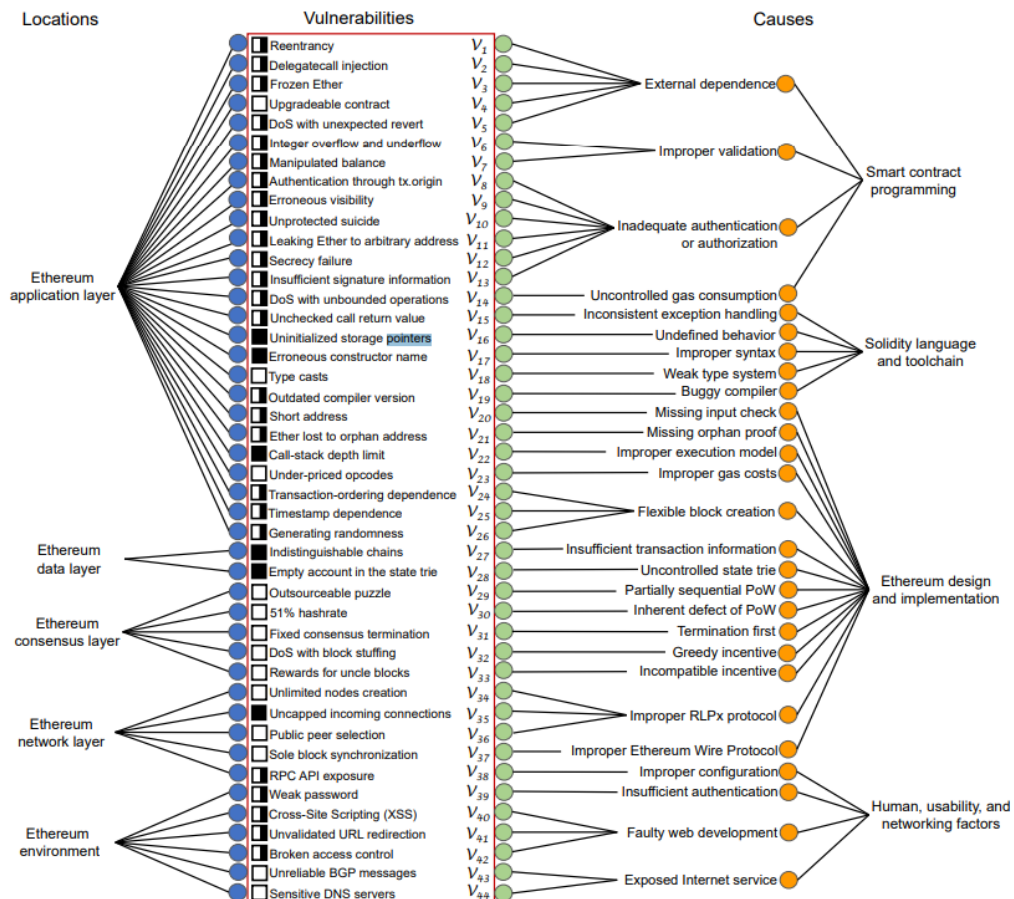 Locations
Vulnerabilities
Causes
Reentrancy
Delegatecall injection
Frozen Ether
Upgradeable contract
DoS with unexpected revert
Integer overflow and underflow
Manipulated balance
Authentication through tx.origin
Erroneous visibility
Unprotected suicide
Leaking Ether to arbitrary address
Secrecy failure
Insufficient signature information
DoS with unbounded operations
Unchecked call return value
Uninitialized storage pointers
Erroneous constructor name
Type casts
Outdated compiler version
Short address
Ether lost to orphan address
Call-stack depth limit
Under-priced opcodes
Transaction-ordering dependence
Timestamp dependence
Generating randomness
Indistinguishable chains
Empty account in the state trie
Outsourceable puzzle
51% hashrate
Fixed consensus termination
DoS with block stuffing
Rewards for uncle blocks
Unlimited nodes creation
Uncapped incoming connections
Public peer selection
Sole block synchronization
RPC API exposure
Weak password
Cross-Site Scripting (XSS)
Unvalidated URL redirection
Broken access control
Unreliable BGP messages
Sensitive DNS servers
V1
V2
V3
V4
V5
V6
V7
V8
V9
V10
V11
V12
V13
V14
V15
V16
V17
V18
V19
V20
V21
V22
V23
V24
V25
V26
V27
V28
V29
V30
V31
V32
V33
V34
V35
V36
V37
V38
V39
V40
V41
V42
V43
V44
Ethereum
application layer
Ethereum
data layer
Ethereum
consensus layer
Ethereum
network layer
Ethereum
environment
External dependence
Improper validation
Inadequate authentication
or authorization
Uncontrolled gas consumption
Inconsistent exception handling
Undefined behavior
Improper syntax
Weak type system
Buggy compiler
Missing input check
Missing orphan proof
Improper execution model
Improper gas costs
Flexible block creation
Insufficient transaction information
Uncontrolled state trie
Partially sequential PoW
Inherent defect of PoW
Termination first
Greedy incentive
Incompatible incentive
Improper RLPx protocol
Improper Ethereum Wire Protocol
Improper configuration
Insufficient authentication
Faulty web development
Exposed Internet service
Smart contract
programming
Solidity language
and toolchain
Ethereum design
and implementation
Human, usability, and
networking factors